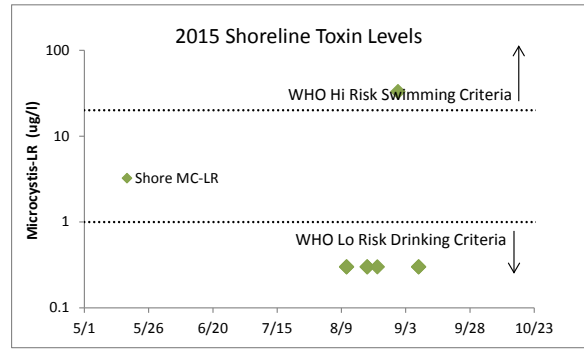 2015 Shoreline Toxin Levels
100
WHO Hi Risk Swimming Criteria
10
Shore MC-LR
1
WHO Lo Risk Drinking Criteria
0.1
Microcystis-LR (ug/l)
5/1 5/26 6/20 7/15 8/9 9/3 9/28 10/23